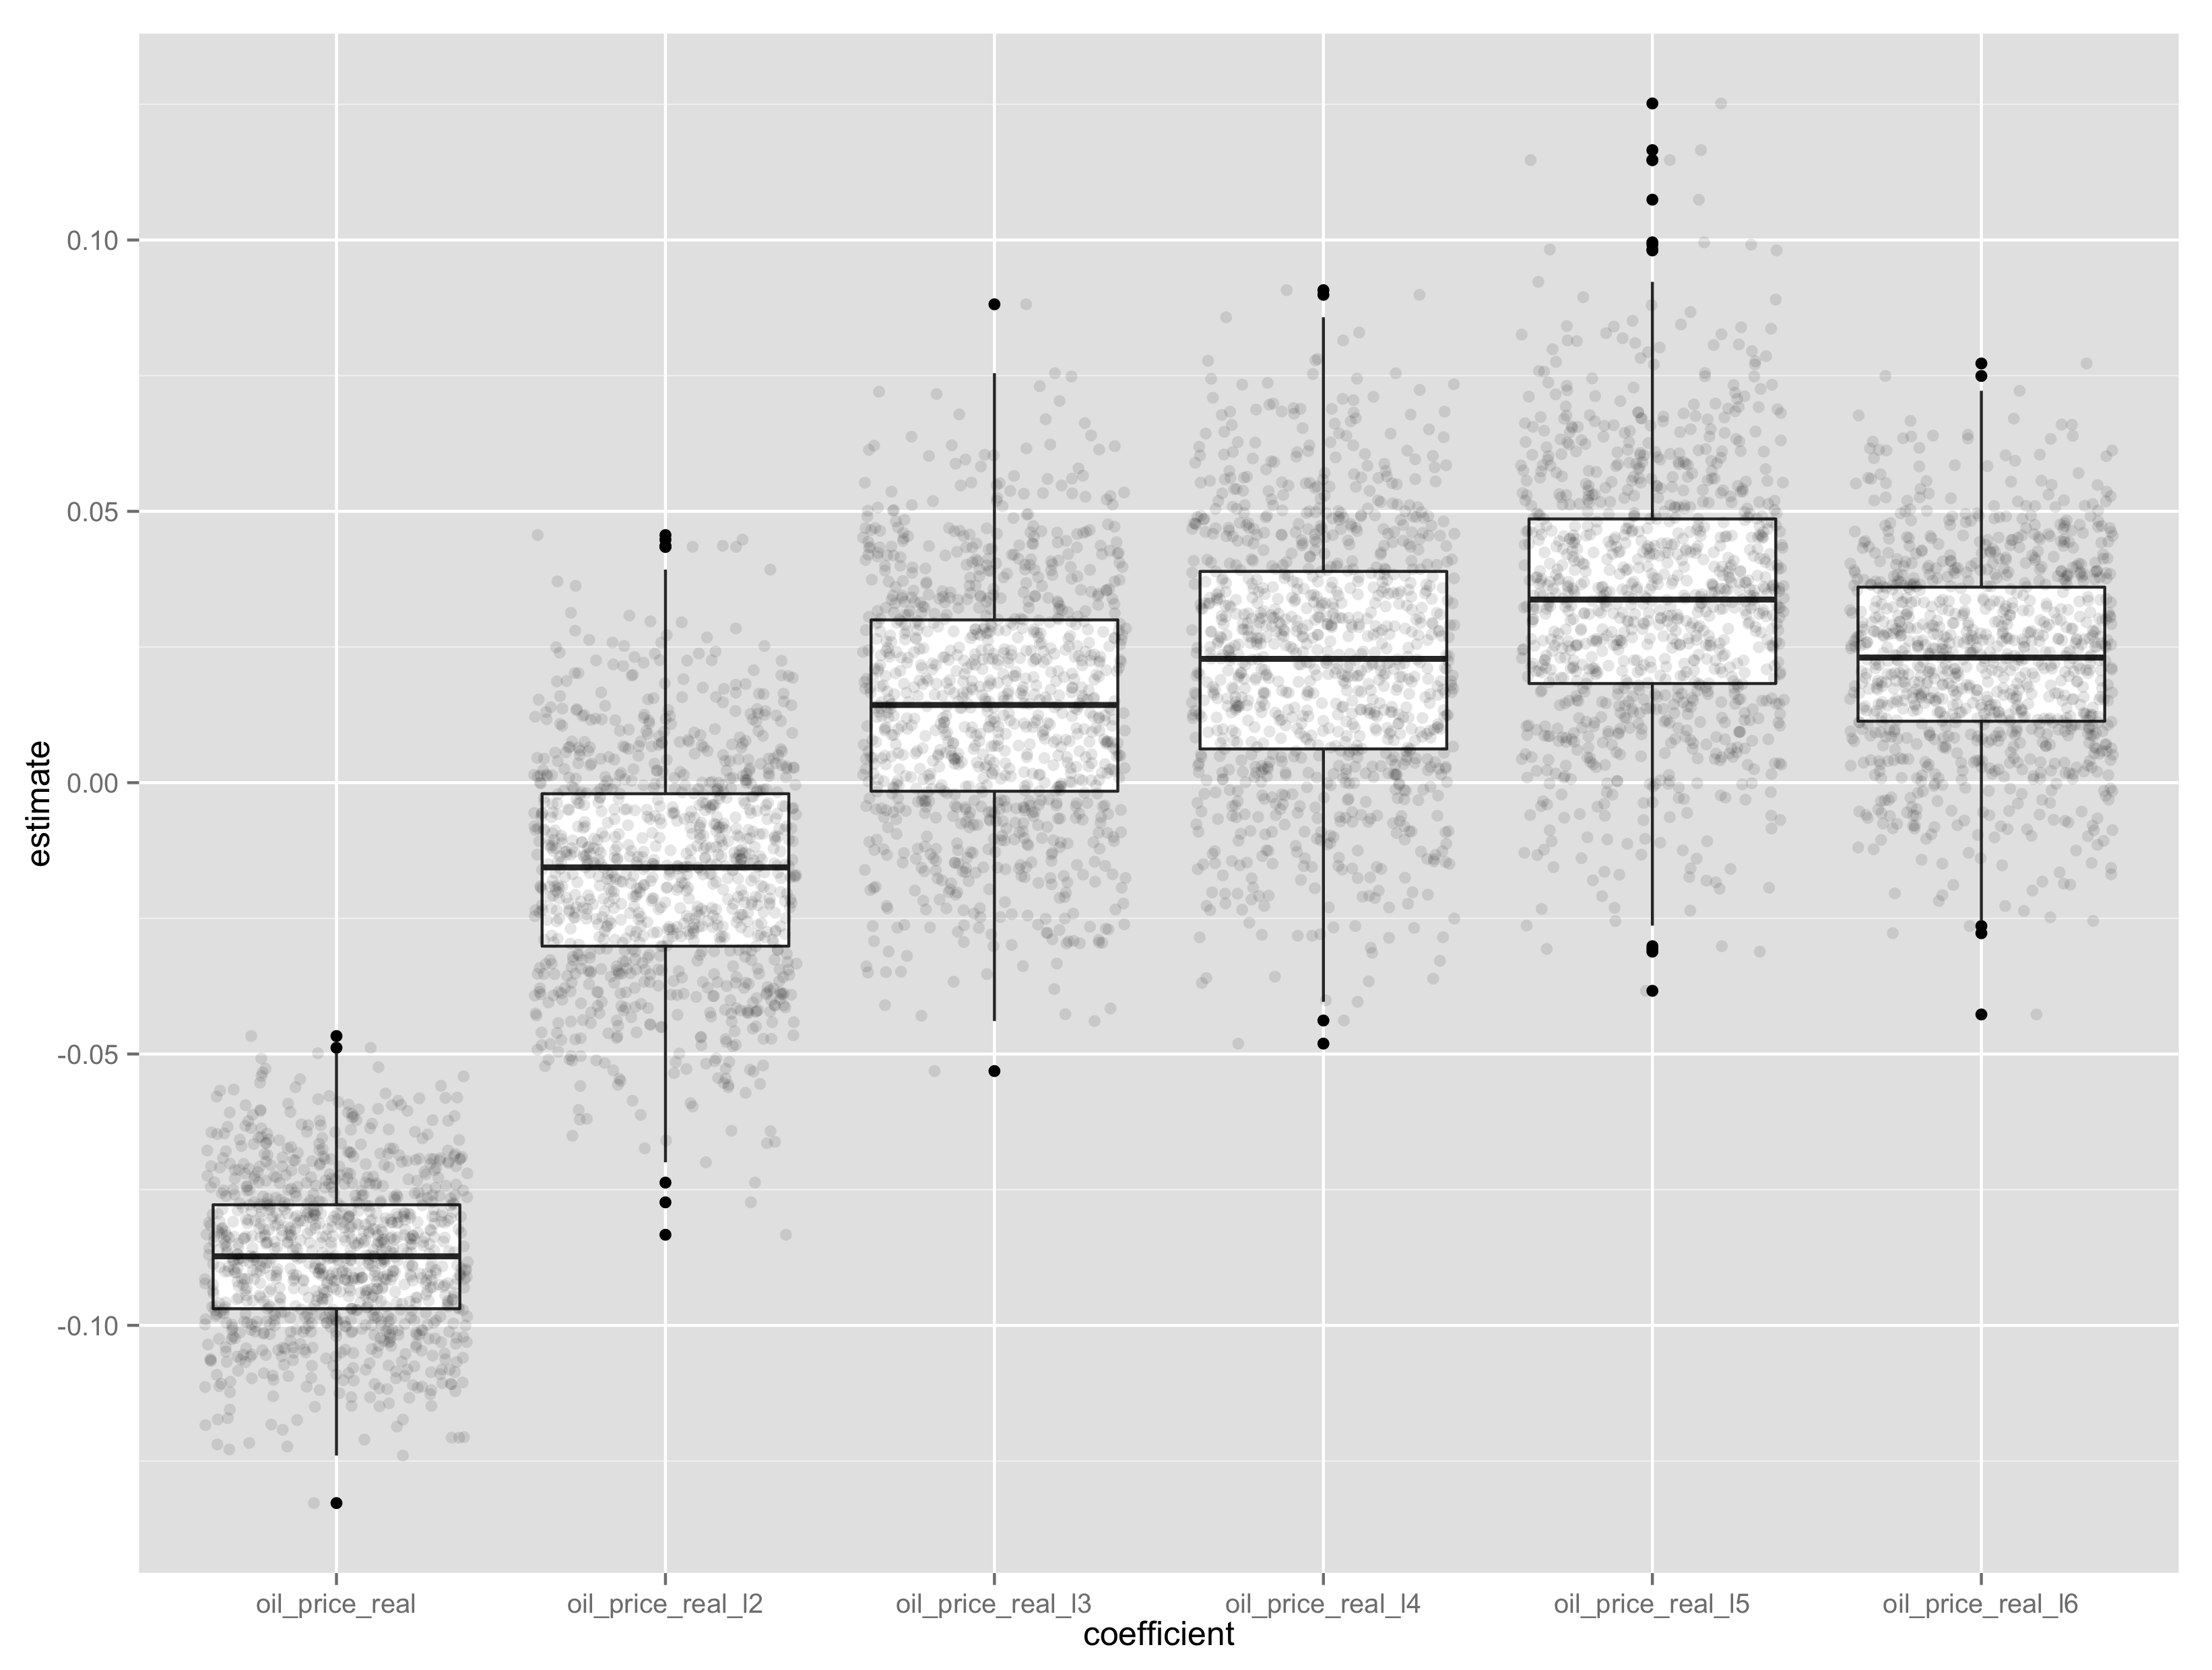 0.10
0.05
0.00
-0.05
-0.10
estimate
oil_price_real
oil_price_real_l2
oil_price_real_l3
oil_price_real_l4
oil_price_real_l5
oil_price_real_l6
coefficient